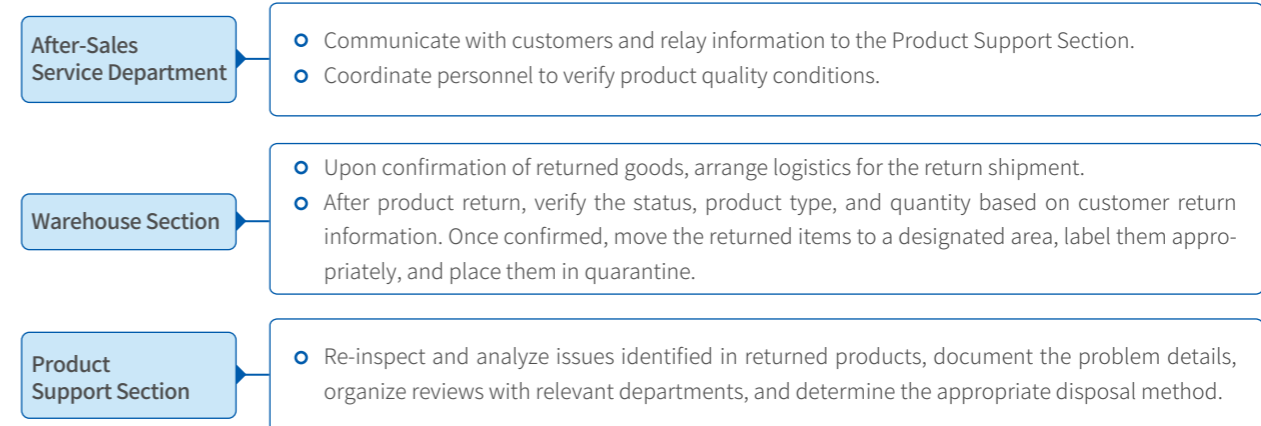 After-Sales
Service Department
Communicate with customers and relay information to the Product Support Section.
Coordinate personnel to verify product quality conditions.
Warehouse Section
Upon confirmation of returned goods, arrange logistics for the return shipment.
After product return, verify the status, product type, and quantity based on customer return
information. Once confirmed, move the returned items to a designated area, label them appro-
priately, and place them in quarantine.
Product
Support Section
Re-inspect and analyze issues identified in returned products, document the problem details,
organize reviews with relevant departments, and determine the appropriate disposal method.